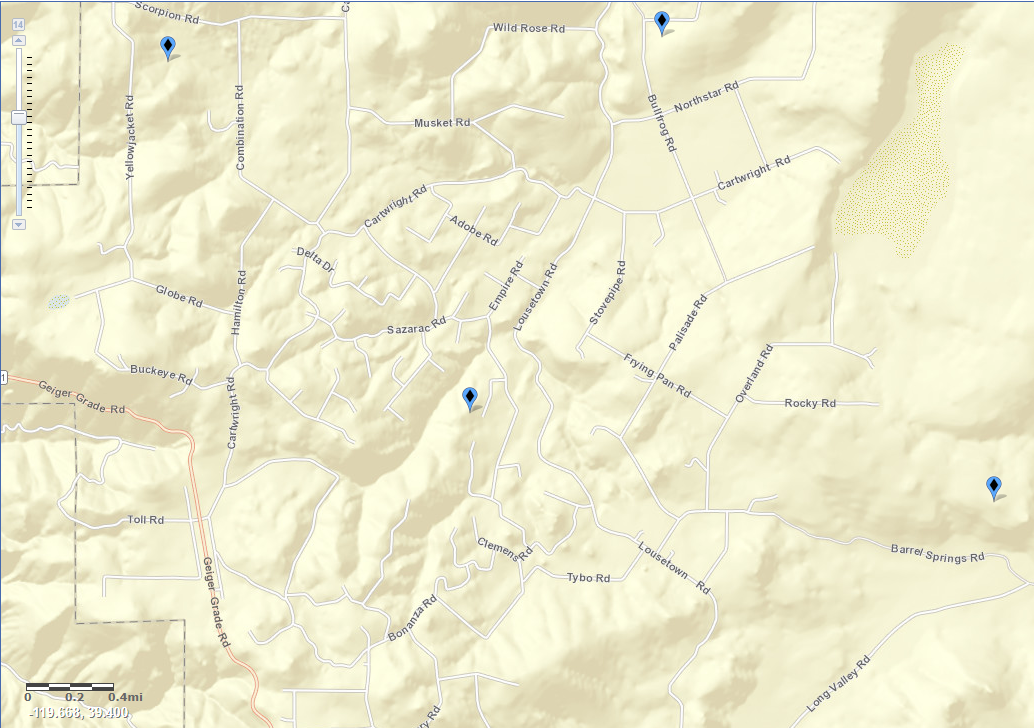 Scorpion Rd
Ca
14
Wild Rose Rd
Yellowjacket Rd
Combination Rd
Musket Rd
Bullfrog Rd
Northstar Rd
Cartwright Rd
Cartwright Rd
Adobe Rd
Delta Dr
Globe Rd
Hamilton Rd
Empire Rd
Lousetown Rd
Stovepipe Rd
Palisade Rd
Sazarac Rd
Frying Pan Rd
Overland Rd
Rocky Rd
Buckeye Rd
1
Geiger Grade Rd
Cartwright Rd
Toll Rd
Geiger Grade Rd
Clemens Rd
Tybo Rd
Lousetown Rd
Barrel Springs Rd
Bonanza Rd
Long Valley Rd
ry Rd
0 0.2 0.4mi
-119.668, 39.400